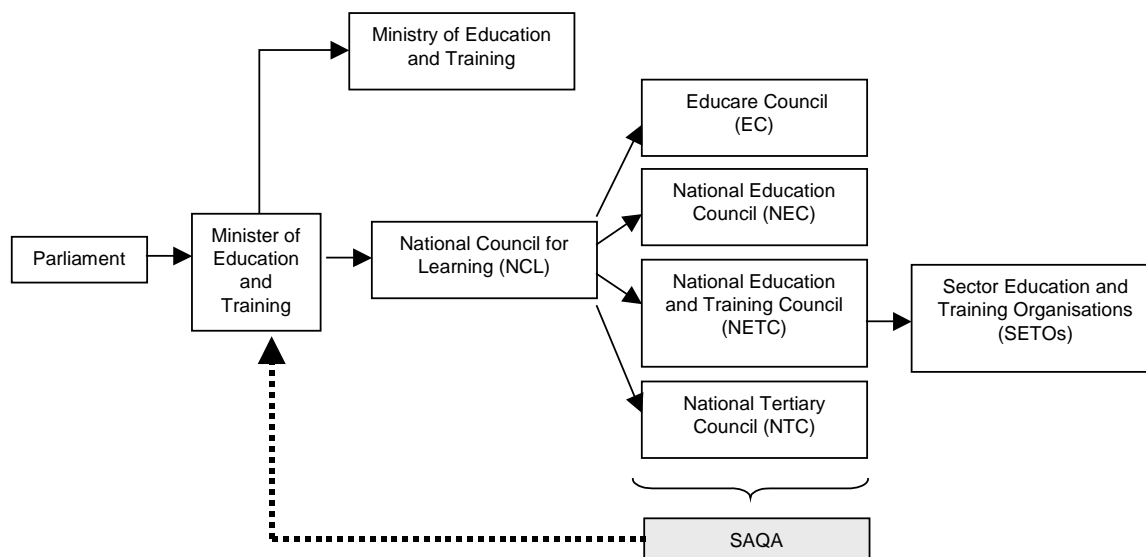 Ministry of Education
and Training
Educare Council
(EC)
National Education
Council (NEC)
Parliament
Minister of
Education
and
Training
National Council for
Learning (NCL)
National Education
and Training Council
(NETC)
Sector Education and
Training Organisations
(SETOs)
National Tertiary
Council (NTC)
SAQA